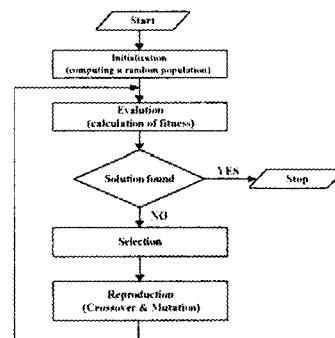 Start
Initialization
(computing a random population)
Evalution
(calculation of fitness)
Solution found
YES
Stop
NO
Selection
Reproduction
(Crossover & Mutation)